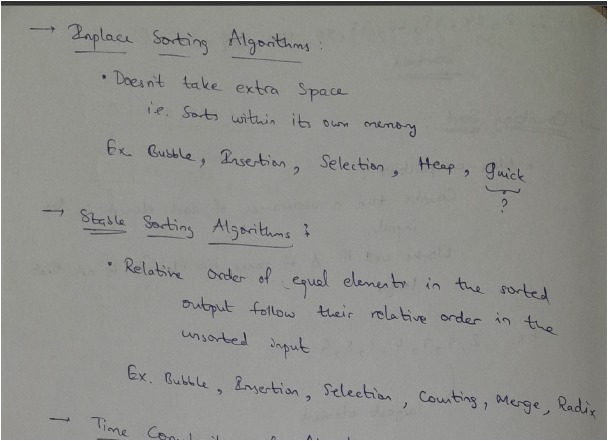 → Inplace Sorting Algorithms :
• Doesn't take extra Space
i.e. Sorts within its own memory
Ex Bubble, Insertion, Selection, Heap, Quick
?
→ Stable Sorting Algorithms :
• Relative order of equal elements in the sorted
output follow their relative order in the
unsorted input
Ex. Bubble, Insertion, Selection, Counting, Merge, Radix
→ Time